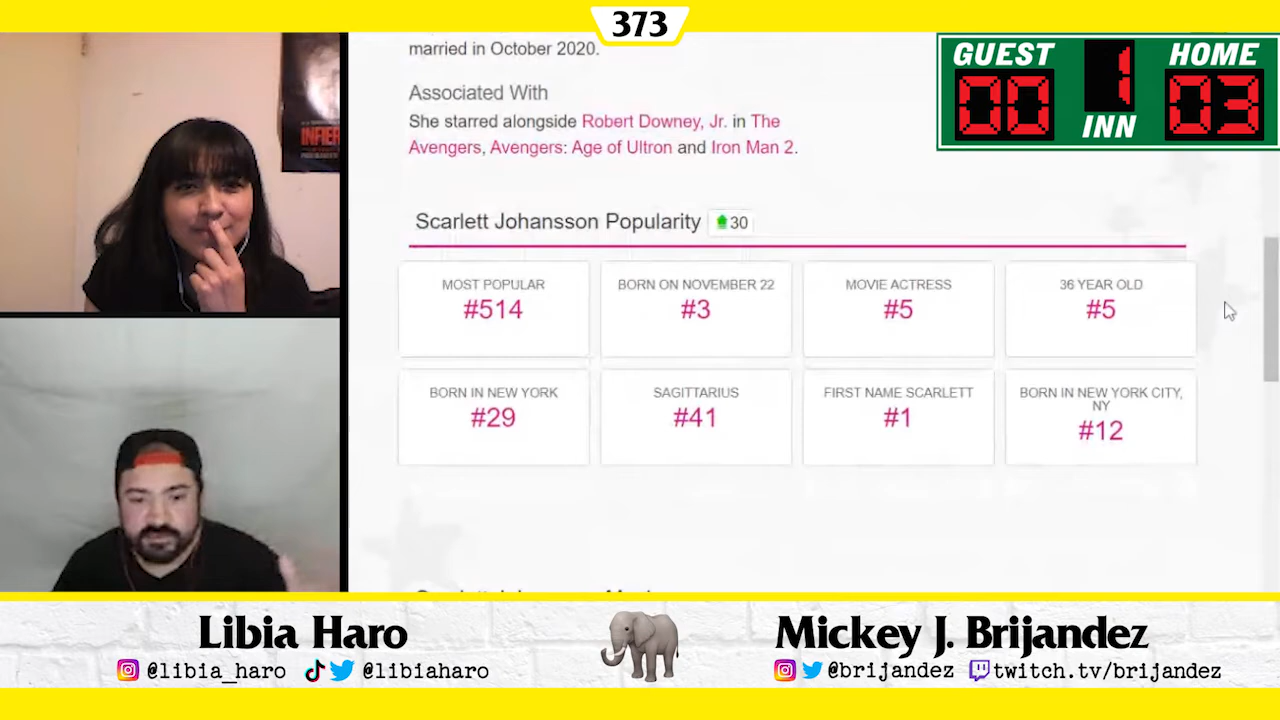 373
married in October 2020.
Associated With
She starred alongside Robert Downey, Jr. in The
Avengers, Avengers: Age of Ultron and Iron Man 2.
Scarlett Johansson Popularity 30
MOST POPULAR
#514
BORN ON NOVEMBER 22
#3
MOVIE ACTRESS
#5
36 YEAR OLD
#5
BORN IN NEW YORK
#29
SAGITTARIUS
#41
FIRST NAME SCARLETT
#1
BORN IN NEW YORK CITY,
NY
#12
GUEST 1 HOME
00 INN 03
INFIER
Libia Haro
@libia_haro @libiaharo
Mickey J. Brijandez
@brijandez twitch.tv/brijandez